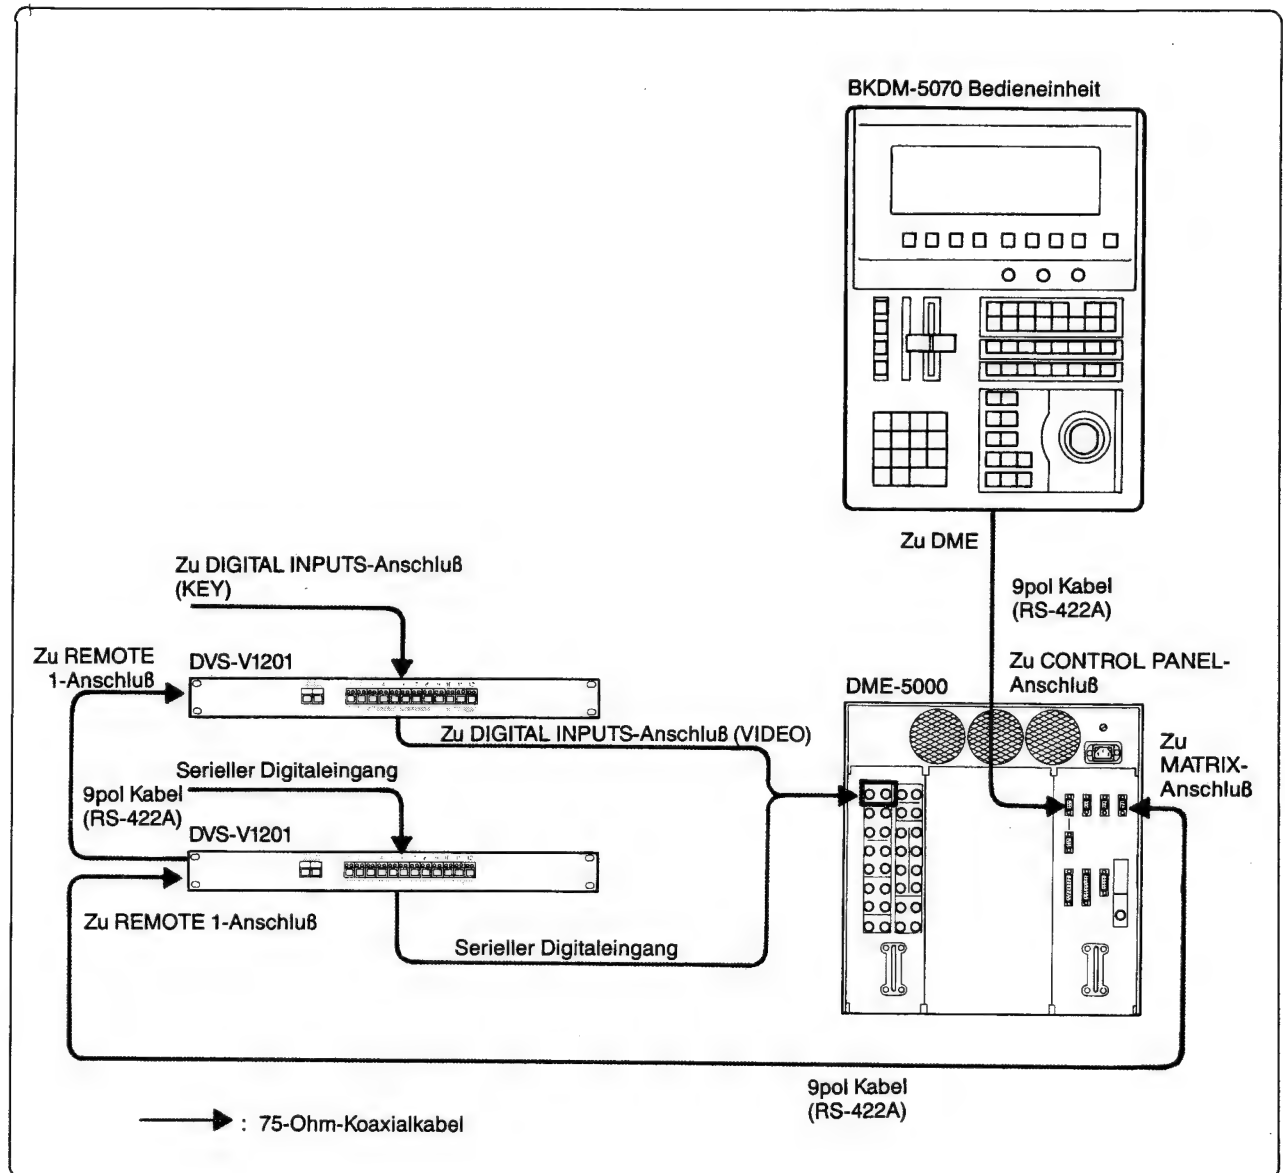 BKDM-5070 Bedieneinheit
Zu DME
9pol Kabel
(RS-422A)
Zu DIGITAL INPUTS-Anschluß
(KEY)
Zu REMOTE
1-Anschluß
DVS-V1201
Zu CONTROL PANEL-
Anschluß
DME-5000
Zu DIGITAL INPUTS-Anschluß (VIDEO)
Zu
MATRIX-
Anschluß
Serieller Digitaleingang
9pol Kabel
(RS-422A)
DVS-V1201
Zu REMOTE 1-Anschluß
Serieller Digitaleingang
9pol Kabel
(RS-422A)
: 75-Ohm-Koaxialkabel